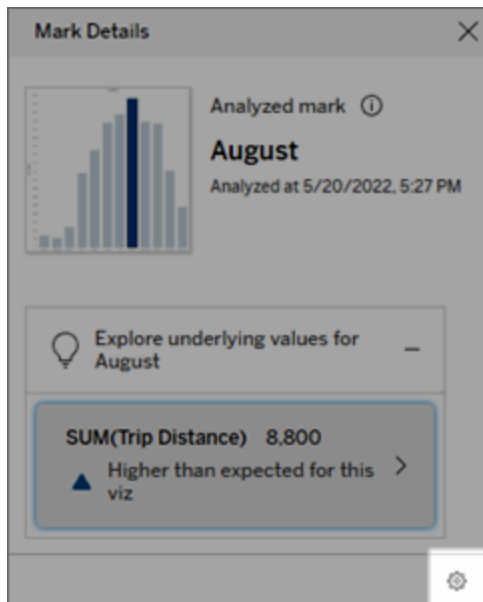 Mark Details
Analyzed mark
August
Analyzed at 5/20/2022, 5:27 PM
Explore underlying values for
August
SUM(Trip Distance) 8,800
Higher than expected for this
viz